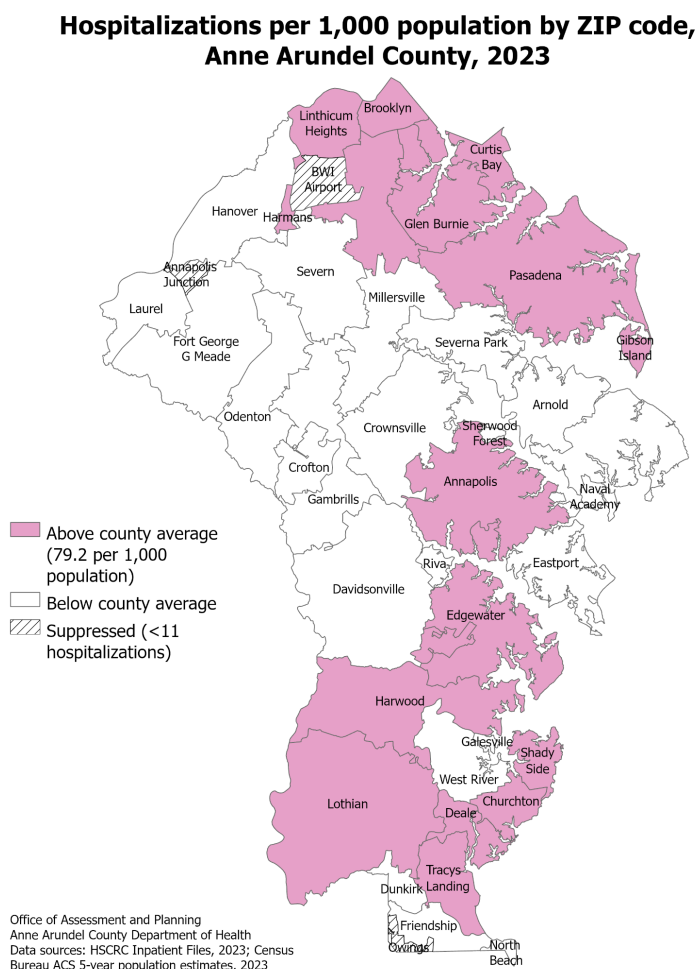 Hospitalizations per 1,000 population by ZIP code,
Anne Arundel County, 2023
Brooklyn
Linthicum
Heights
Curtis
Bay
BWI
Airport
Hanover
Harmans
Glen Burnie
Annapolis
Junction
Severn
Pasadena
Laurel
Millersville
Fort George
G Meade
Severna Park
Gibson
Island
Arnold
Odenton
Crownsville
Sherwood
Forest
Crofton
Annapolis
Gambrills
Naval
Academy
Above county average
(79.2 per 1,000
population)
Below county average
Suppressed (<11
hospitalizations)
Riva
Eastport
Davidsonville
Edgewater
Harwood
Galesville
Shady
Side
West River
Lothian
Churchton
Deale
Tracys
Landing
Dunkirk
Friendship
Owings
North
Beach
Office of Assessment and Planning
Anne Arundel County Department of Health
Data sources: HSCRC Inpatient Files, 2023; Census
Bureau ACS 5-year population estimates, 2023